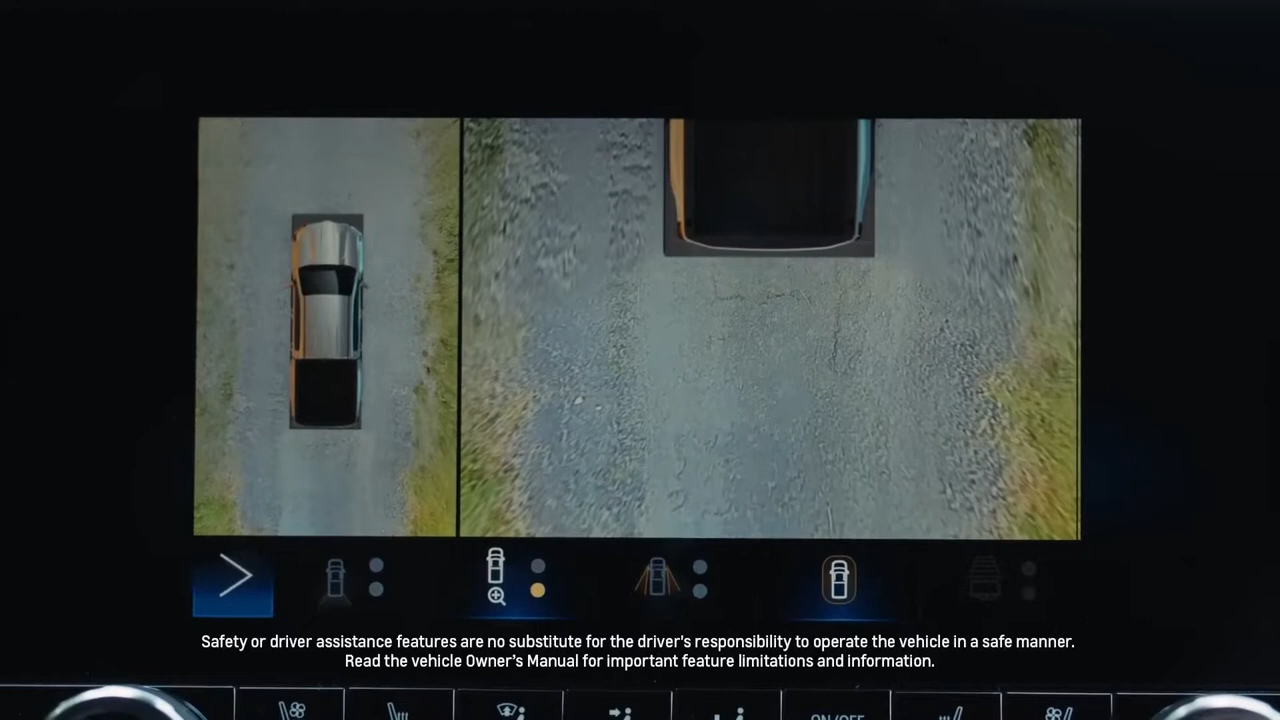 Safety or driver assistance features are no substitute for the driver's responsibility to operate the vehicle in a safe manner.
Read the vehicle Owner's Manual for important feature limitations and information.
ON/OFF